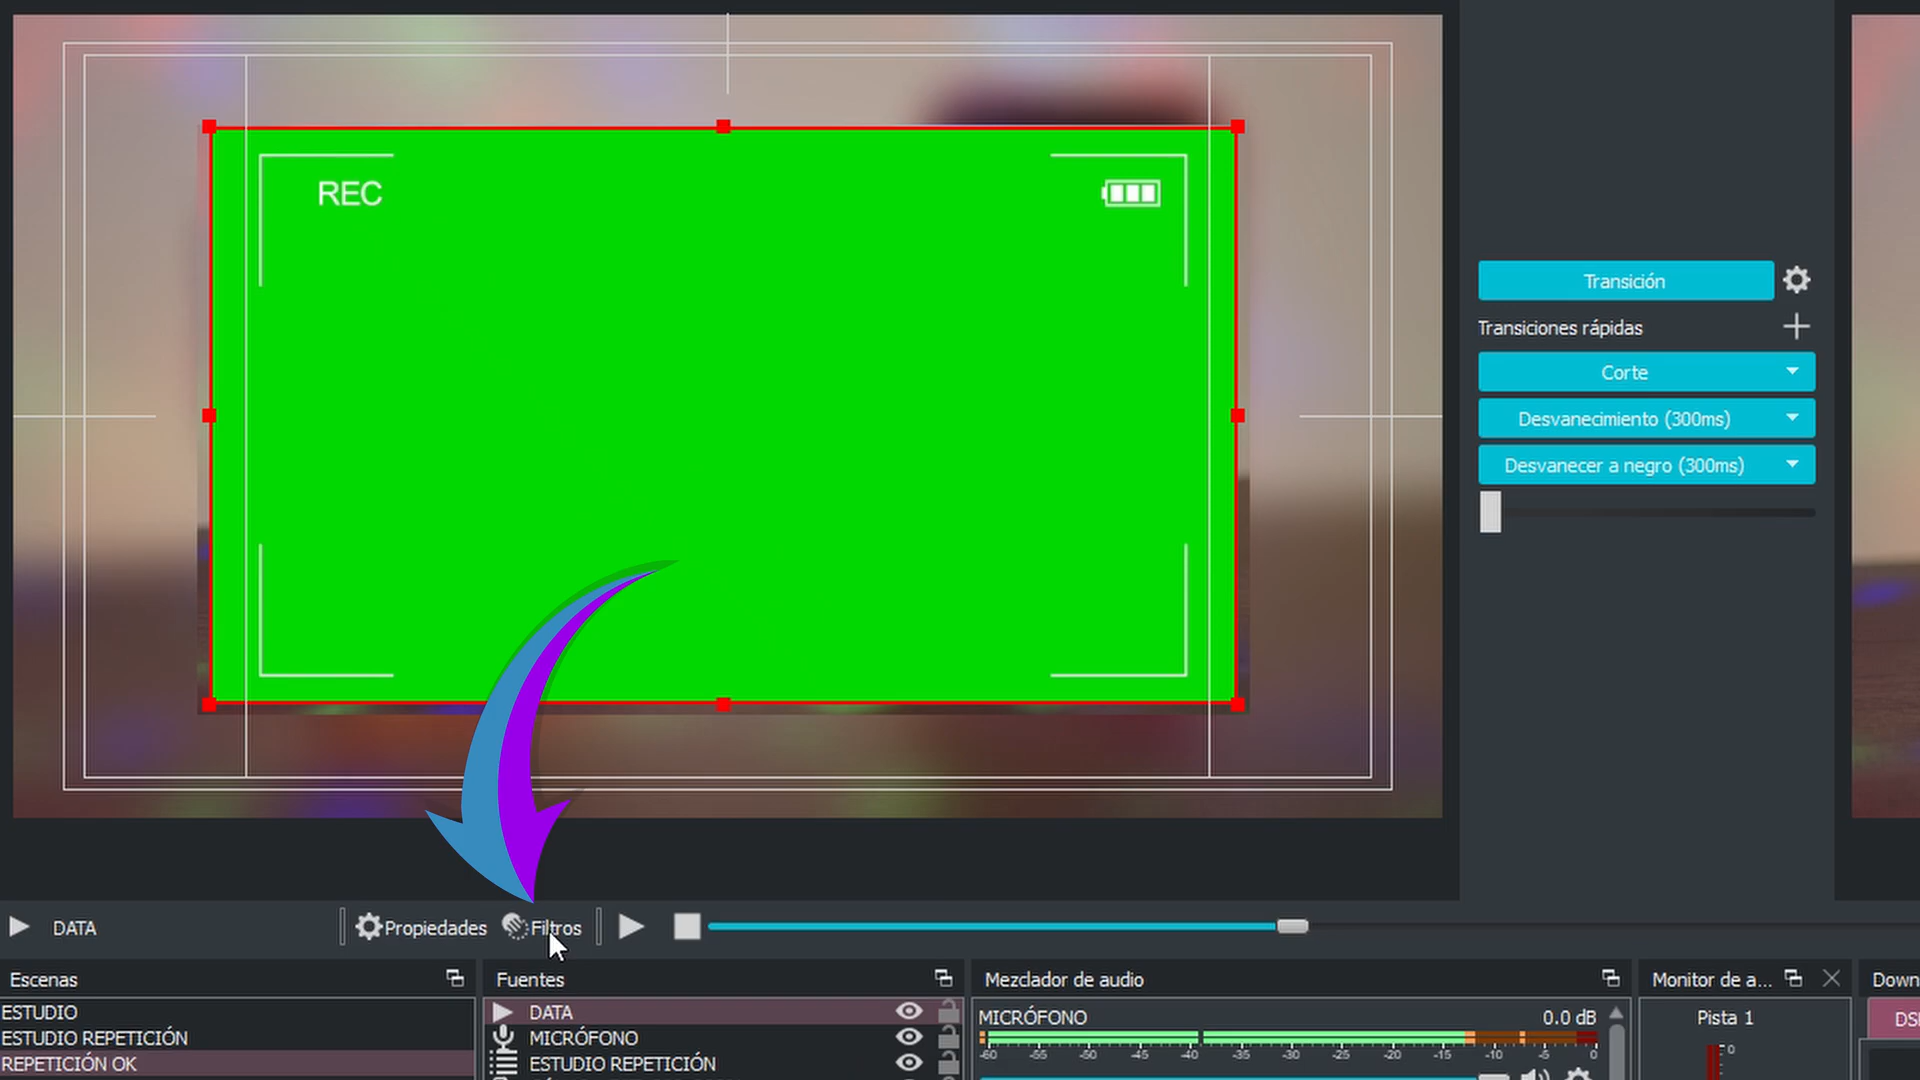 REC
Transición
Transiciones rápidas
Corte
Desvanecimiento (300ms)
Desvanecer a negro (300ms)
DATA
Propiedades
Filtros
Escenas
ESTUDIO
ESTUDIO REPETICIÓN
REPETICIÓN OK
Fuentes
DATA
MICRÓFONO
ESTUDIO REPETICIÓN
Mezclador de audio
MICRÓFONO 0.0 dB
-60 -55 -50 -45 -40 -35 -30 -25 -20 -15 -10 -5 0
Monitor de a...
Pista 1
0
Down
DS